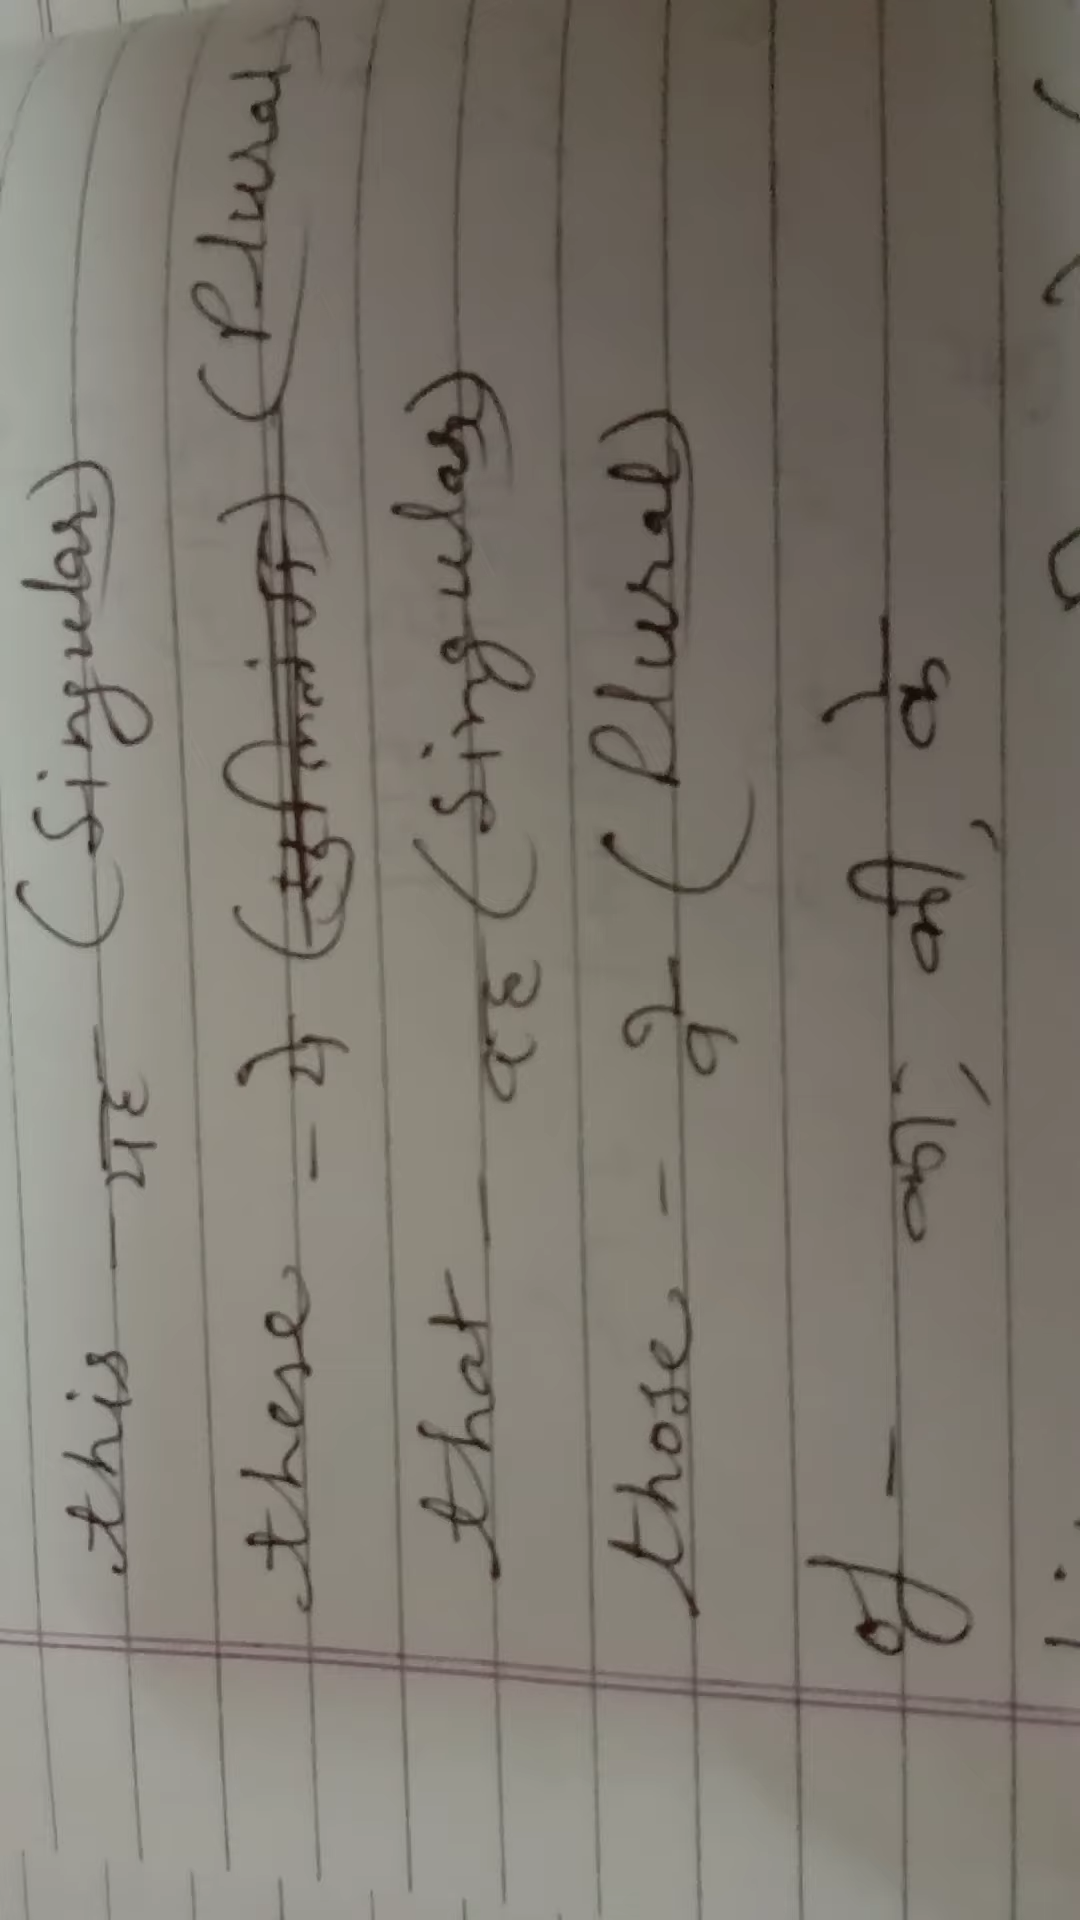 this — यह (Singular)
these - ये (Plural)
that — वह (Singular)
those - वे (Plural)
of — का, की, के